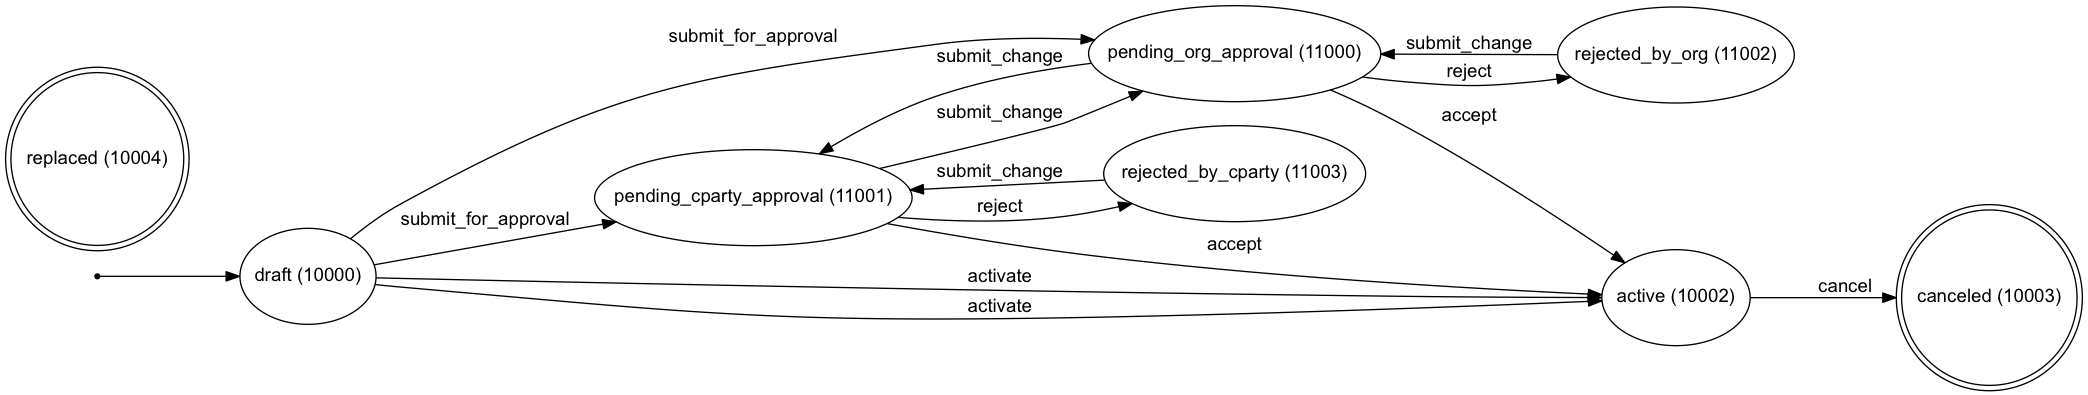 submit_for_approval
pending_org_approval (11000)
submit_change
rejected_by_org (11002)
submit_change
reject
submit_change
accept
replaced (10004)
submit_change
rejected_by_cparty (11003)
pending_cparty_approval (11001)
reject
submit_for_approval
accept
draft (10000)
activate
activate
active (10002)
cancel
canceled (10003)